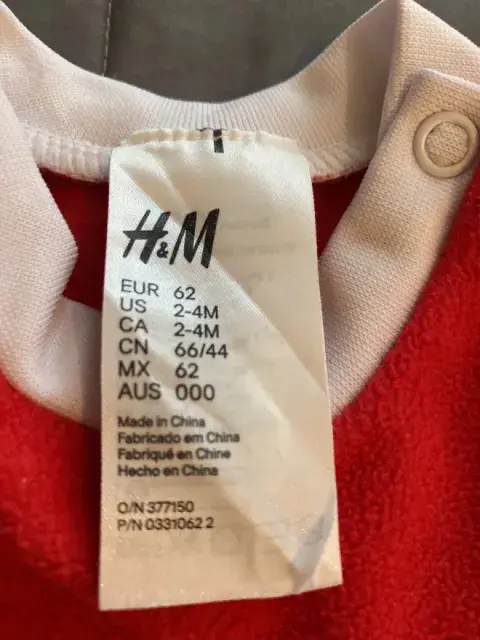 H&M
EUR 62
US 2-4M
CA 2-4M
CN 66/44
MX 62
AUS 000
Made in China
Fabricado em China
Fabriqué en Chine
Hecho en China
O/N 377150
P/N 0331062 2